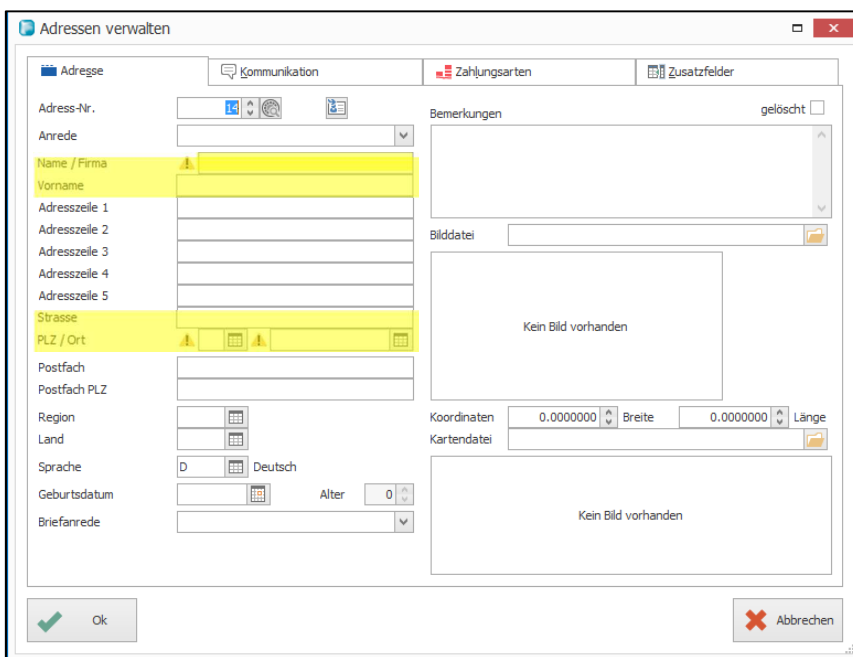 Adressen verwalten
Adresse Kommunikation Zahlungsarten Zusatzfelder
Adress-Nr. 14
Anrede
Name / Firma
Vorname
Adresszeile 1
Adresszeile 2
Adresszeile 3
Adresszeile 4
Adresszeile 5
Strasse
PLZ / Ort
Postfach
Postfach PLZ
Region
Land
Sprache D Deutsch
Geburtsdatum Alter 0
Briefanrede
Bemerkungen gelöscht
Bilddatei
Kein Bild vorhanden
Koordinaten 0.0000000 Breite 0.0000000 Länge
Kartendatei
Kein Bild vorhanden
Ok Abbrechen